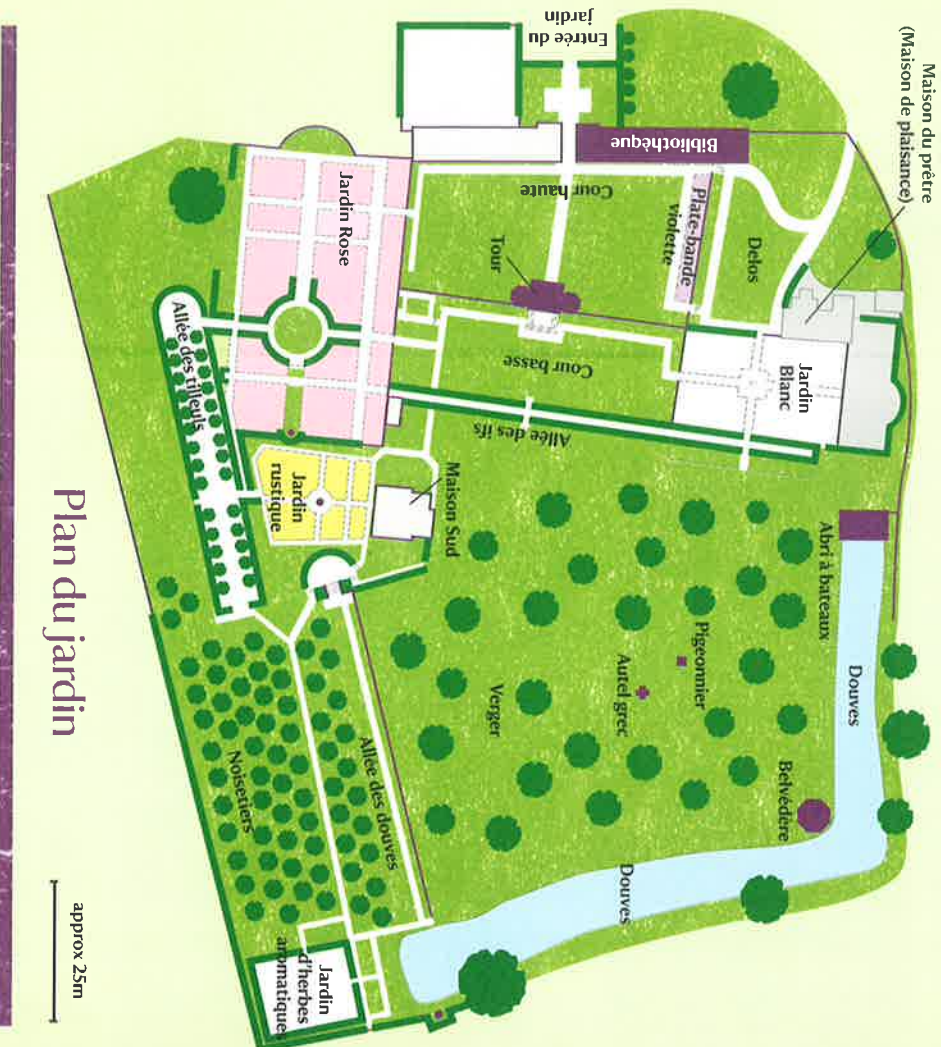 Maison du prêtre
(Maison de plaisance)
Entrée du
jardin
Bibliothèque
Cour haute
Plate-bande
violette
Delos
Tour
Jardin Rose
Cour basse
Jardin
Blanc
Allée des ifs
Allée des tilleuls
Jardin
rustique
Maison Sud
Abri à bateaux
Douves
Pigeonnier
Autel grec
Verger
Belvédère
Douves
Allée des douves
Noisetiers
Jardin
d'herbes
aromatiques
Plan du jardin
approx 25m